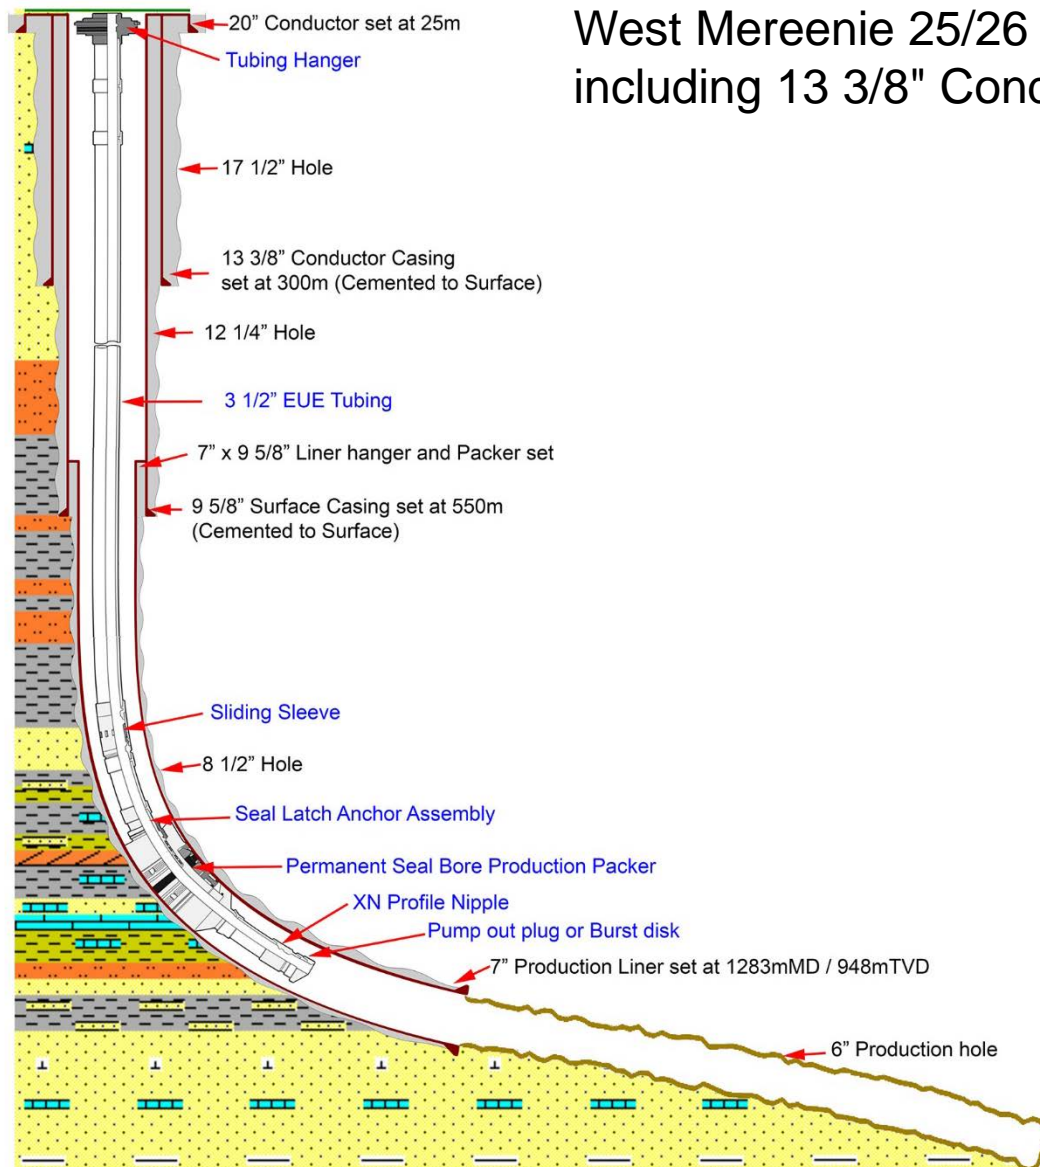 West Mereenie 25/26
including 13 3/8" Cond
20” Conductor set at 25m
Tubing Hanger
17 1/2” Hole
13 3/8” Conductor Casing
set at 300m (Cemented to Surface)
12 1/4” Hole
3 1/2” EUE Tubing
7” x 9 5/8” Liner hanger and Packer set
9 5/8” Surface Casing set at 550m
(Cemented to Surface)
Sliding Sleeve
8 1/2” Hole
Seal Latch Anchor Assembly
Permanent Seal Bore Production Packer
XN Profile Nipple
Pump out plug or Burst disk
7” Production Liner set at 1283mMD / 948mTVD
6” Production hole